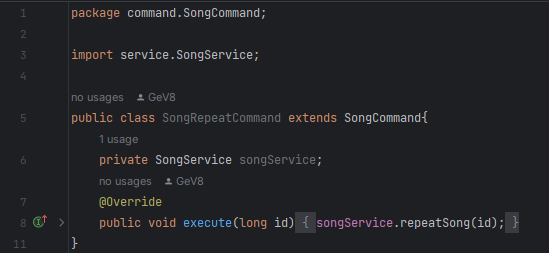 1 package command.SongCommand;
2
3 import service.SongService;
4
no usages GeV8
5 public class SongRepeatCommand extends SongCommand{
1 usage
6 private SongService songService;
no usages GeV8
7 @Override
8 public void execute(long id) { songService.repeatSong(id); }
11 }